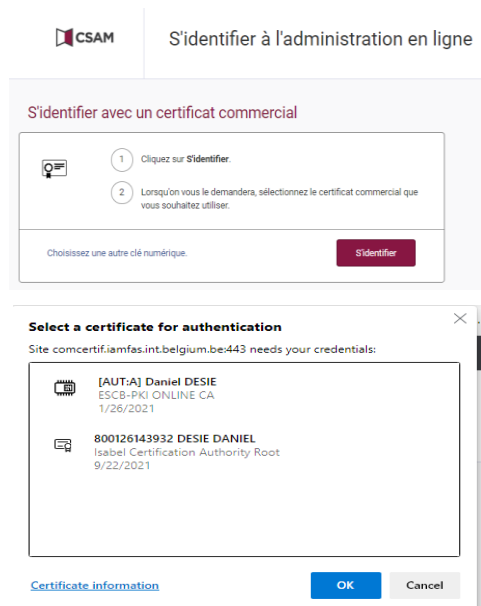 CSAM
S'identifier à l'administration en ligne
S'identifier avec un certificat commercial
1 Cliquez sur S'identifier.
2 Lorsqu'on vous le demandera, sélectionnez le certificat commercial que
vous souhaitez utiliser.
Choisissez une autre clé numérique.
S'identifier
Select a certificate for authentication
Site comcertif.iamfas.int.belgium.be:443 needs your credentials:
[AUT:A] Daniel DESIE
ESCB-PKI ONLINE CA
1/26/2021
800126143932 DESIE DANIEL
Isabel Certification Authority Root
9/22/2021
Certificate information
OK
Cancel